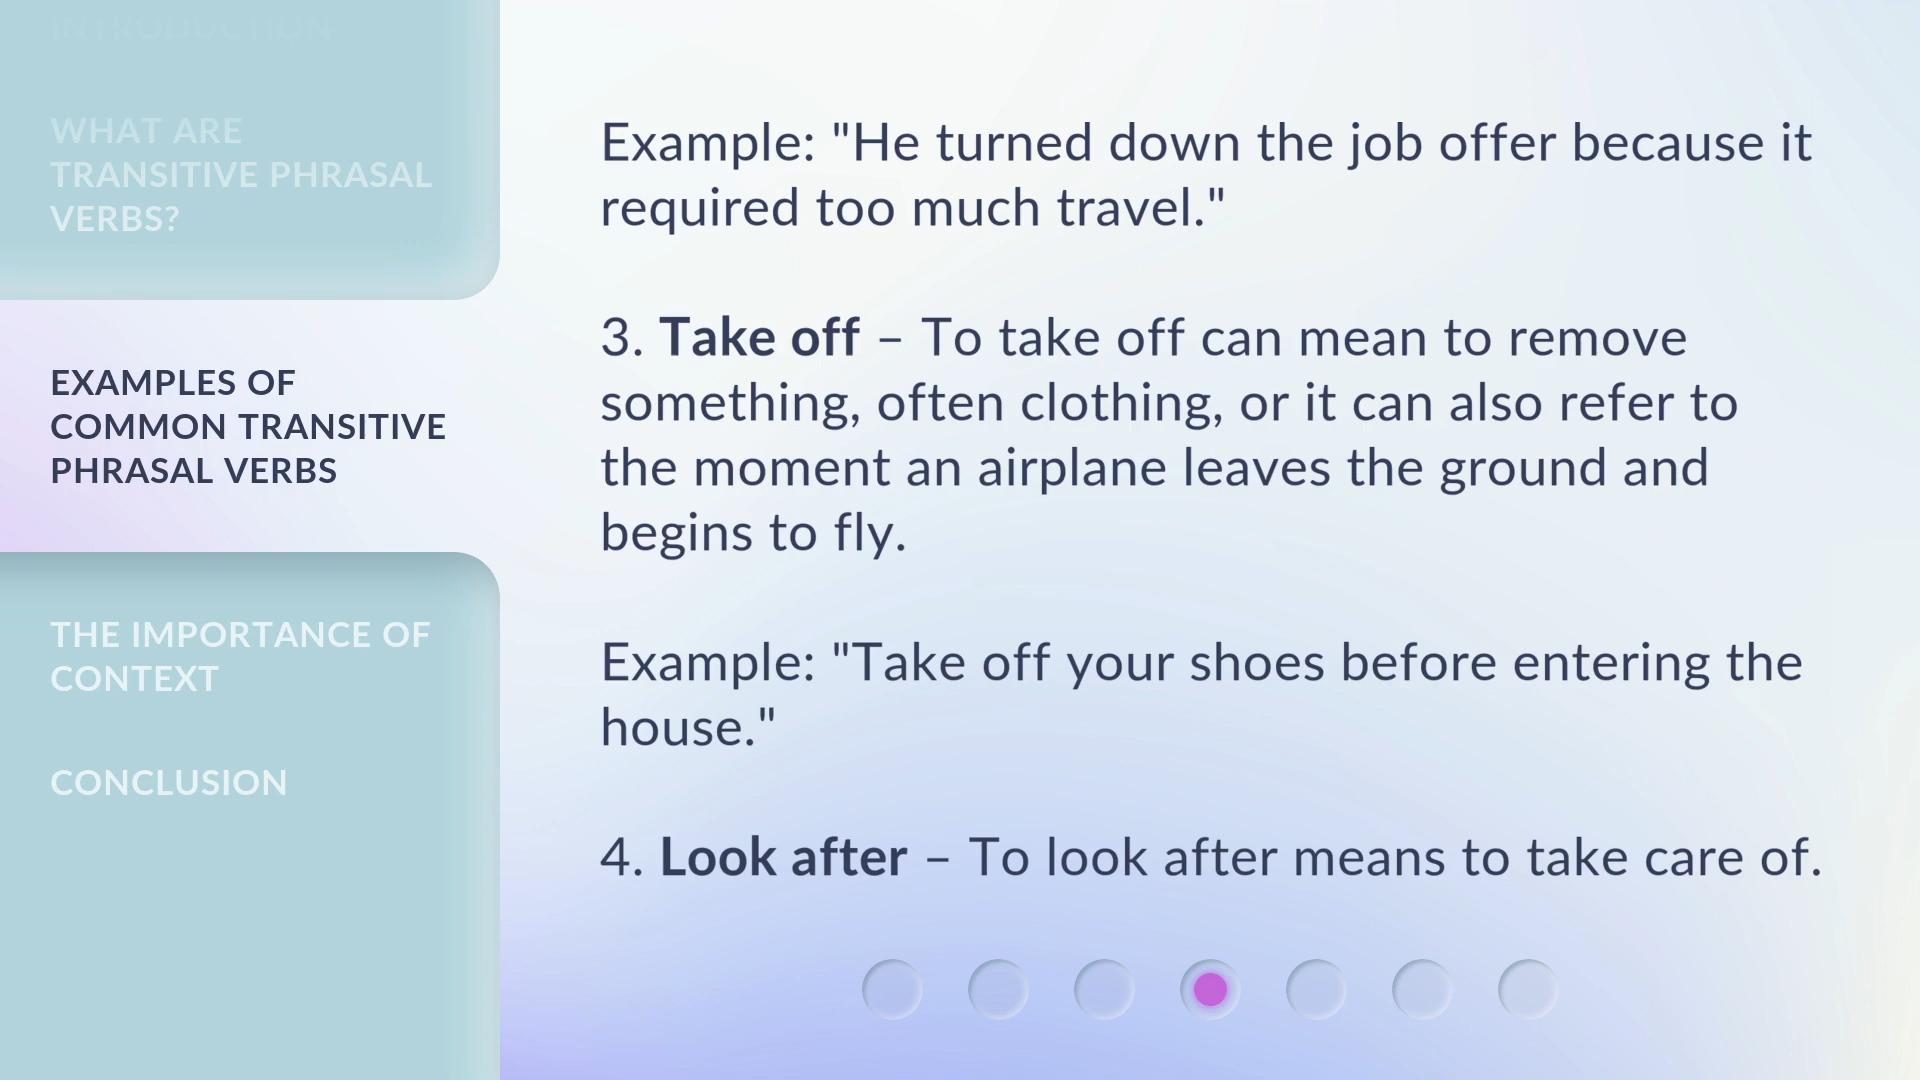 INTRODUCTION
WHAT ARE
TRANSITIVE PHRASAL
VERBS?
EXAMPLES OF
COMMON TRANSITIVE
PHRASAL VERBS
THE IMPORTANCE OF
CONTEXT
CONCLUSION
Example: "He turned down the job offer because it
required too much travel."
3. Take off – To take off can mean to remove
something, often clothing, or it can also refer to
the moment an airplane leaves the ground and
begins to fly.
Example: "Take off your shoes before entering the
house."
4. Look after – To look after means to take care of.